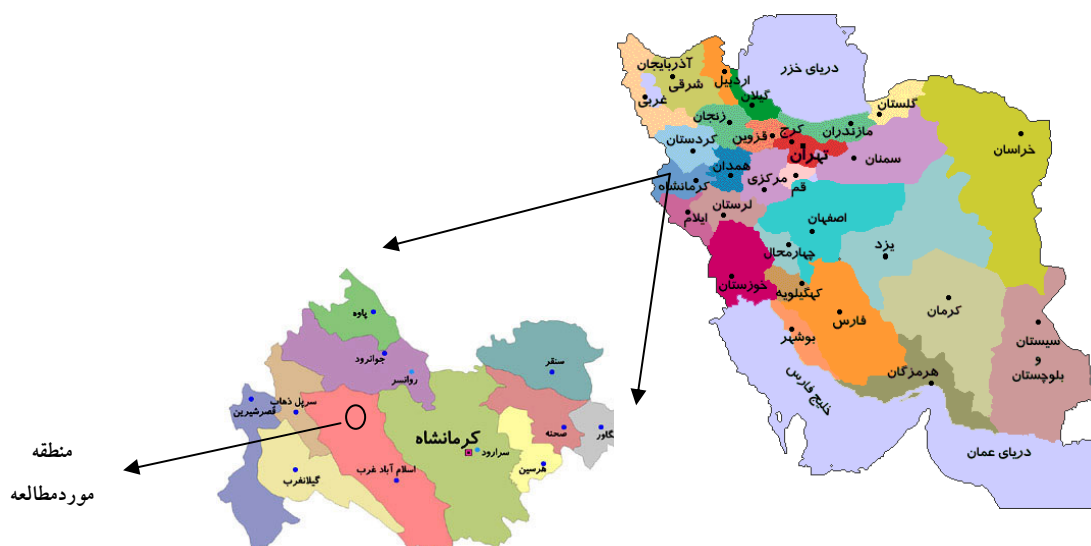 دریای خزر
آذربایجان
شرقی
غربی
اردبیل
گیلان
گلستان
زنجان
مازندران
خراسان
کردستان
قزوین
کرج
تهران
سمنان
همدان
کرمانشاه
مرکزی
قم
لرستان
ایلام
اصفهان
یزد
چهارمحال
خوزستان
کهگیلویه
فارس
کرمان
بوشهر
سیستان
و
بلوچستان
هرمزگان
خلیج فارس
دریای عمان
پاوه
جوانرود
روانسر
سنقر
قصرشیرین
سرپل ذهاب
کرمانشاه
سرارود
صحنه
گاور
هرسین
اسلام آباد غرب
گیلانغرب
منطقه
موردمطالعه